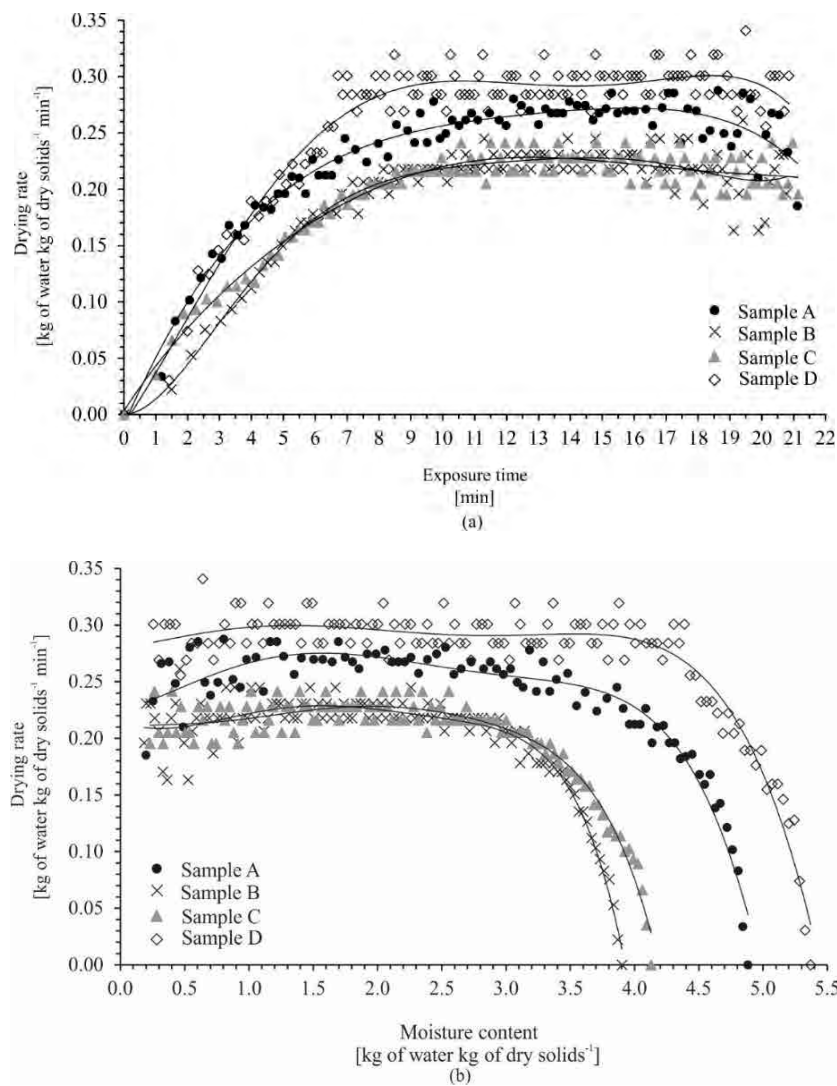 0.35
0.30
0.25
0.20
0.15
0.10
0.05
0.00
Drying rate
[kg of water kg of dry solids⁻¹ min⁻¹]
Sample A
Sample B
Sample C
Sample D
0 1 2 3 4 5 6 7 8 9 10 11 12 13 14 15 16 17 18 19 20 21 22
Exposure time
[min]
(a)
0.35
0.30
0.25
0.20
0.15
0.10
0.05
0.00
Drying rate
[kg of water kg of dry solids⁻¹ min⁻¹]
Sample A
Sample B
Sample C
Sample D
0.0 0.5 1.0 1.5 2.0 2.5 3.0 3.5 4.0 4.5 5.0 5.5
Moisture content
[kg of water kg of dry solids⁻¹]
(b)